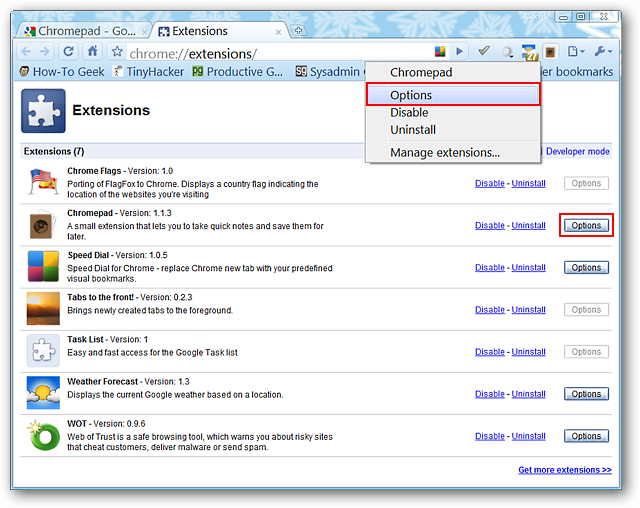 Google
Chromepad - Go...
Extensions
chrome://extensions/
27
How-To Geek
TinyHacker
Productive G...
Sysadmin
er bookmarks
Chromepad
Options
Disable
Uninstall
Manage extensions...
Extensions
Extensions (7)
Developer mode
Chrome Flags - Version: 1.0
Porting of FlagFox to Chrome. Displays a country flag indicating the
location of the websites you're visiting
Disable - Uninstall
Options
Chromepad - Version: 1.1.3
A small extension that lets you to take quick notes and save them for
later.
Disable - Uninstall
Options
Speed Dial - Version: 1.0.5
Speed Dial for Chrome - replace Chrome new tab with your predefined
visual bookmarks.
Disable - Uninstall
Options
Tabs to the front! - Version: 0.2.3
Brings newly created tabs to the foreground.
Disable - Uninstall
Options
Task List - Version: 1
Easy and fast access for the Google Task list
Disable - Uninstall
Options
Weather Forecast - Version: 1.3
Displays the current Google weather based on a location.
Disable - Uninstall
Options
WOT - Version: 0.9.6
Web of Trust is a safe browsing tool, which warns you about risky sites
that cheat customers, deliver malware or send spam.
Disable - Uninstall
Options
Get more extensions >>